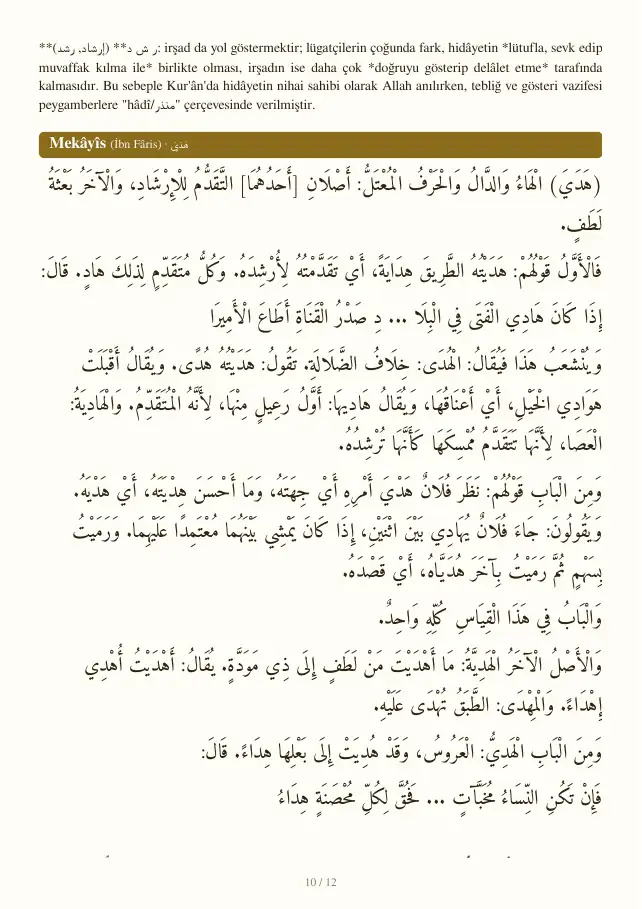 **(إرشاد, رشد) **ر ش د: irşad da yol göstermektir; lügatçilerin çoğunda fark, hidâyetin *lütufla, sevk edip
muvaffak kılma ile* birlikte olması, irşadın ise daha çok *doğruyu gösterip delâlet etme* tarafında
kalmasıdır. Bu sebeple Kur'ân'da hidâyetin nihai sahibi olarak Allah anılırken, tebliğ ve gösteri vazifesi
peygamberlere "hâdî/منذر" çerçevesinde verilmiştir.
Mekâyîs (İbn Fâris) · هَدَيَ
(هَدَيَ) الْهَاءُ وَالدَّالُ وَالْحَرْفُ الْمُعْتَلُّ: أَصْلَانِ [أَحَدُهُمَا] التَّقَدُّمُ لِلْإِرْشَادِ، وَالْآخَرُ بَعْثَةُ
لَطَفٍ.
فَالْأَوَّلُ قَوْلُهُمْ: هَدَيْتُهُ الطَّرِيقَ هِدَايَةً، أَيْ تَقَدَّمْتُهُ لِأُرْشِدَهُ. وَكُلُّ مُتَقَدِّمٍ لِذَلِكَ هَادٍ. قَالَ:
إِذَا كَانَ هَادِي الْفَتَى فِي الْبِلَا ... دِ صَدْرُ الْقَنَاةِ أَطَاعَ الْأَمِيرَا
وَيَنْشَعَبُ هَذَا فَيُقَالُ: الْهُدَى: خِلَافُ الضَّلَالَةِ. تَقُولُ: هَدَيْتُهُ هُدًى. وَيُقَالُ أَقْبَلَتْ
هَوَادِي الْخَيْلِ، أَيْ أَعْنَاقُهَا، وَيُقَالُ هَادِيهَا: أَوَّلُ رَعِيلٍ مِنْهَا، لِأَنَّهُ الْمُتَقَدِّمُ. وَالْهَادِيَةُ:
الْعَصَا، لِأَنَّهَا تَتَقَدَّمُ مُمْسِكَهَا كَأَنَّهَا تُرْشِدُهُ.
وَمِنَ الْبَابِ قَوْلُهُمْ: نَظَرَ فُلَانٌ هَدْيَ أَمْرِهِ أَيْ جِهَتَهُ، وَمَا أَحْسَنَ هِدْيَتَهُ، أَيْ هَدْيَهُ.
وَيَقُولُونَ: جَاءَ فُلَانٌ يُهَادِي بَيْنَ اثْنَيْنِ، إِذَا كَانَ يَمْشِي بَيْنَهُمَا مُعْتَمِدًا عَلَيْهِمَا. وَرَمَيْتُ
بِسَهْمٍ ثُمَّ رَمَيْتُ بِآخَرَ هُدَيَّاهُ، أَيْ قَصْدَهُ.
وَالْبَابُ فِي هَذَا الْقِيَاسِ كُلِّهِ وَاحِدٌ.
وَالْأَصْلُ الْآخَرُ الْهَدِيَّةُ: مَا أَهْدَيْتَ مَنْ لَطَفٍ إِلَى ذِي مَوَدَّةٍ. يُقَالُ: أَهْدَيْتُ أُهْدِي
إِهْدَاءً. وَالْمِهْدَى: الطَّبَقُ تُهْدَى عَلَيْهِ.
وَمِنَ الْبَابِ الْهَدِيُّ: الْعَرُوسُ، وَقَدْ هُدِيَتْ إِلَى بَعْلِهَا هِدَاءً. قَالَ:
فَإِنْ تَكُنِ النِّسَاءُ مُخَبَّآتٍ ... فَحُقَّ لِكُلِّ مُحْصَنَةٍ هِدَاءُ
10 / 12